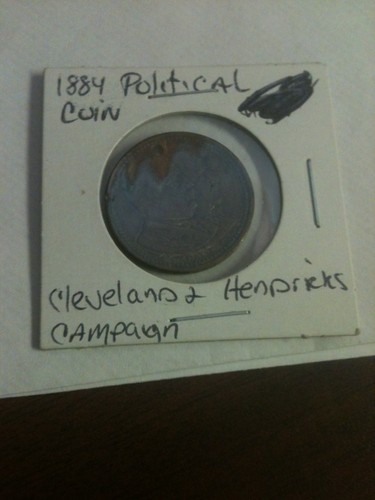 1884 Political
Coin
Cleveland & Hendricks
Campaign